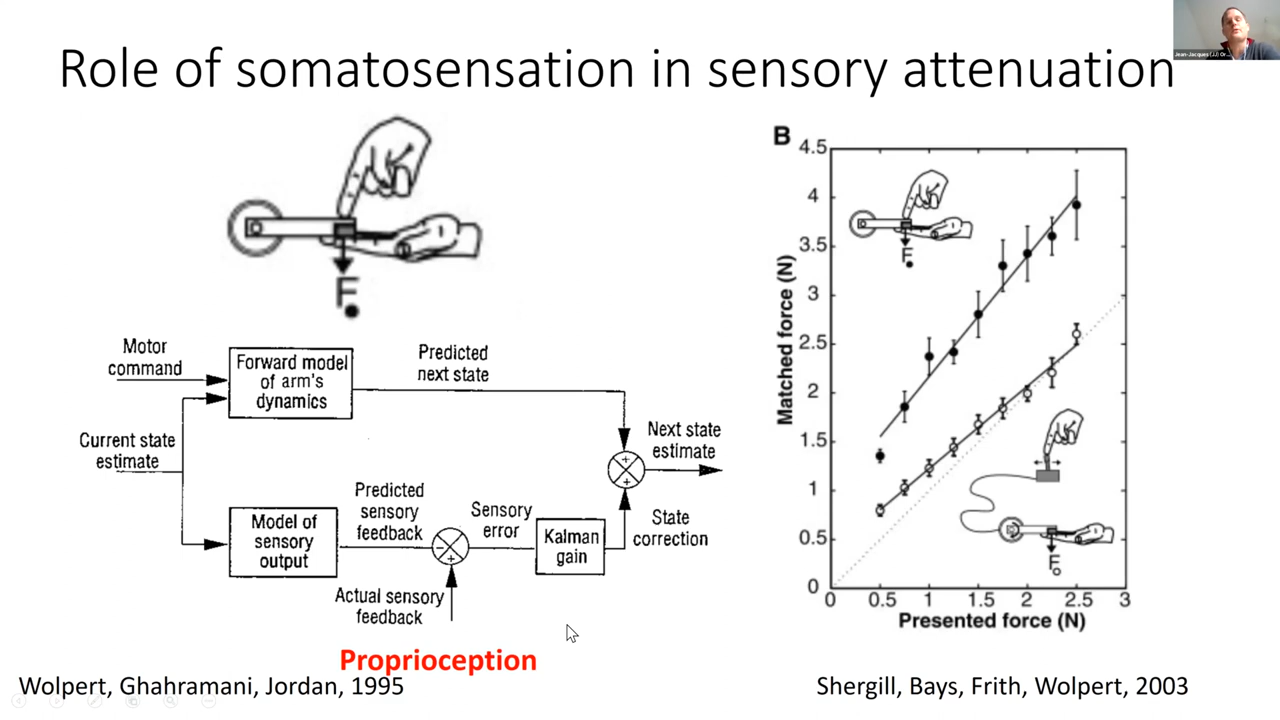 Role of somatosensation in sensory attenuation
Jean-Jacques (JJ) Or...
F
Motor
command
Forward model
of arm's
dynamics
Predicted
next state
Current state
estimate
Next state
estimate
Model of
sensory
output
Predicted
sensory
feedback
Sensory
error
Kalman
gain
State
correction
Actual sensory
feedback
Proprioception
Wolpert, Ghahramani, Jordan, 1995
B
Matched force (N)
4.5
4
3.5
3
2.5
2
1.5
1
0.5
0
F
F
0 0.5 1 1.5 2 2.5 3
Presented force (N)
Shergill, Bays, Frith, Wolpert, 2003